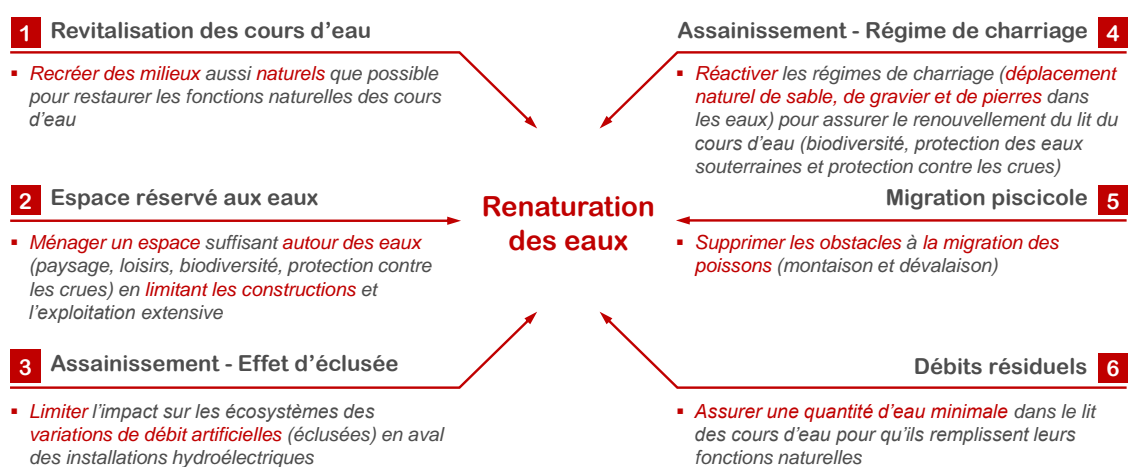 1 Revitalisation des cours d'eau
▪ Recréer des milieux aussi naturels que possible
pour restaurer les fonctions naturelles des cours
d'eau
2 Espace réservé aux eaux
▪ Ménager un espace suffisant autour des eaux
(paysage, loisirs, biodiversité, protection contre
les crues) en limitant les constructions et
l'exploitation extensive
3 Assainissement - Effet d'éclusée
▪ Limiter l'impact sur les écosystèmes des
variations de débit artificielles (éclusées) en aval
des installations hydroélectriques
Renaturation
des eaux
Assainissement - Régime de charriage 4
▪ Réactiver les régimes de charriage (déplacement
naturel de sable, de gravier et de pierres dans
les eaux) pour assurer le renouvellement du lit du
cours d'eau (biodiversité, protection des eaux
souterraines et protection contre les crues)
Migration piscicole 5
▪ Supprimer les obstacles à la migration des
poissons (montaison et dévalaison)
Débits résiduels 6
▪ Assurer une quantité d'eau minimale dans le lit
des cours d'eau pour qu'ils remplissent leurs
fonctions naturelles